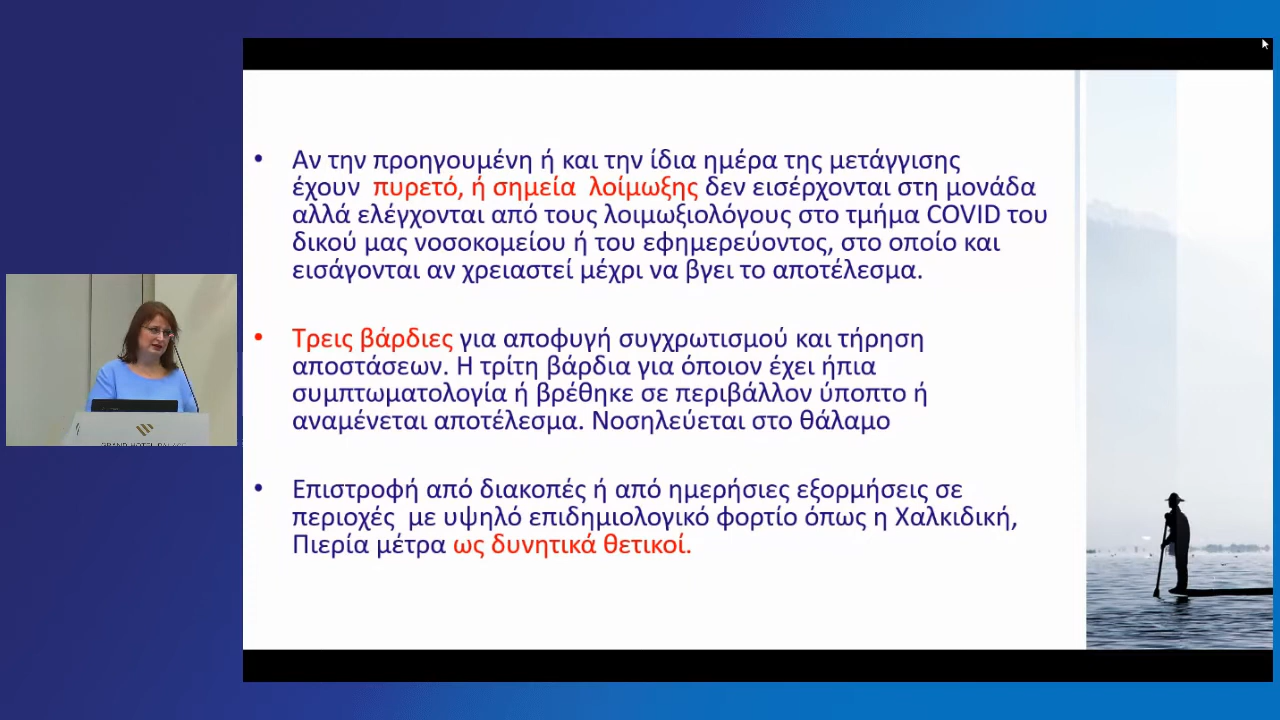 • Αν την προηγουμένη ή και την ίδια ημέρα της μετάγγισης
έχουν πυρετό, ή σημεία λοίμωξης δεν εισέρχονται στη μονάδα
αλλά ελέγχονται από τους λοιμωξιολόγους στο τμήμα COVID του
δικού μας νοσοκομείου ή του εφημερεύοντος, στο οποίο και
εισάγονται αν χρειαστεί μέχρι να βγει το αποτέλεσμα.
• Τρεις βάρδιες για αποφυγή συγχρωτισμού και τήρηση
αποστάσεων. Η τρίτη βάρδια για όποιον έχει ήπια
συμπτωματολογία ή βρέθηκε σε περιβάλλον ύποπτο ή
αναμένεται αποτέλεσμα. Νοσηλεύεται στο θάλαμο
• Επιστροφή από διακοπές ή από ημερήσιες εξορμήσεις σε
περιοχές με υψηλό επιδημιολογικό φορτίο όπως η Χαλκιδική,
Πιερία μέτρα ως δυνητικά θετικοί.
GRAND HOTEL PALACE